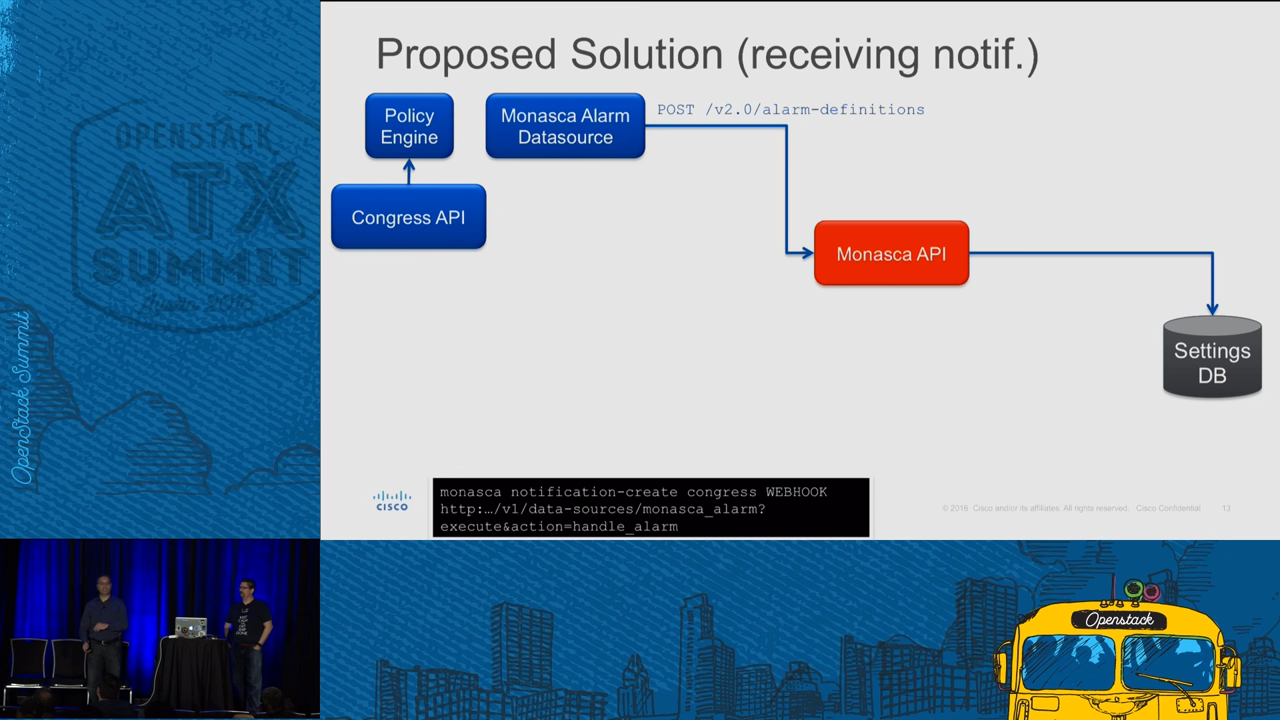 Proposed Solution (receiving notif.)
Policy
Engine
Monasca Alarm
Datasource
POST /v2.0/alarm-definitions
Congress API
Monasca API
Settings
DB
CISCO
monasca notification-create congress WEBHOOK
http:…/v1/data-sources/monasca_alarm?
execute&action=handle_alarm
© 2016 Cisco and/or its affiliates. All rights reserved. Cisco Confidential 13
OPENSTACK
ATX
SUMMIT
Austin 2016
OpenStack Summit
Openstack